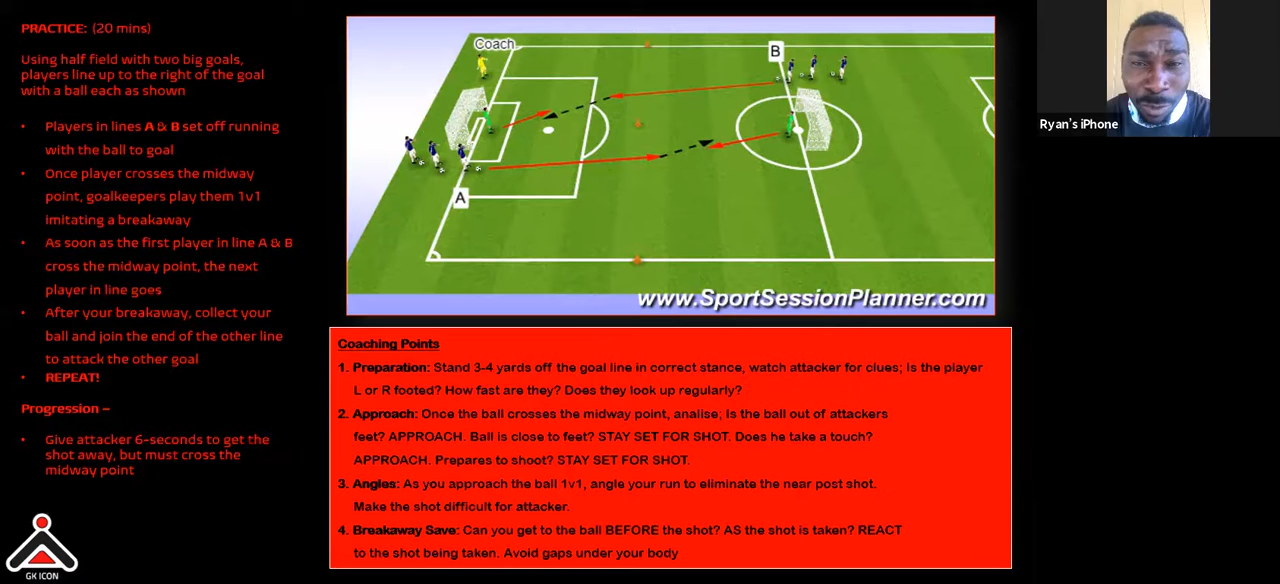 PRACTICE: (20 mins)
Using half field with two big goals,
players line up to the right of the goal
with a ball each as shown
• Players in lines A & B set off running
with the ball to goal
• Once player crosses the midway
point, goalkeepers play them 1v1
imitating a breakaway
• As soon as the first player in line A & B
cross the midway point, the next
player in line goes
• After your breakaway, collect your
ball and join the end of the other line
to attack the other goal
• REPEAT!
Progression –
• Give attacker 6-seconds to get the
shot away, but must cross the
midway point
GK ICON
Coach
B
A
www.SportSessionPlanner.com
Coaching Points
1. Preparation: Stand 3-4 yards off the goal line in correct stance, watch attacker for clues; Is the player
L or R footed? How fast are they? Does they look up regularly?
2. Approach: Once the ball crosses the midway point, analise; Is the ball out of attackers
feet? APPROACH. Ball is close to feet? STAY SET FOR SHOT. Does he take a touch?
APPROACH. Prepares to shoot? STAY SET FOR SHOT.
3. Angles: As you approach the ball 1v1, angle your run to eliminate the near post shot.
Make the shot difficult for attacker.
4. Breakaway Save: Can you get to the ball BEFORE the shot? AS the shot is taken? REACT
to the shot being taken. Avoid gaps under your body
Ryan's iPhone